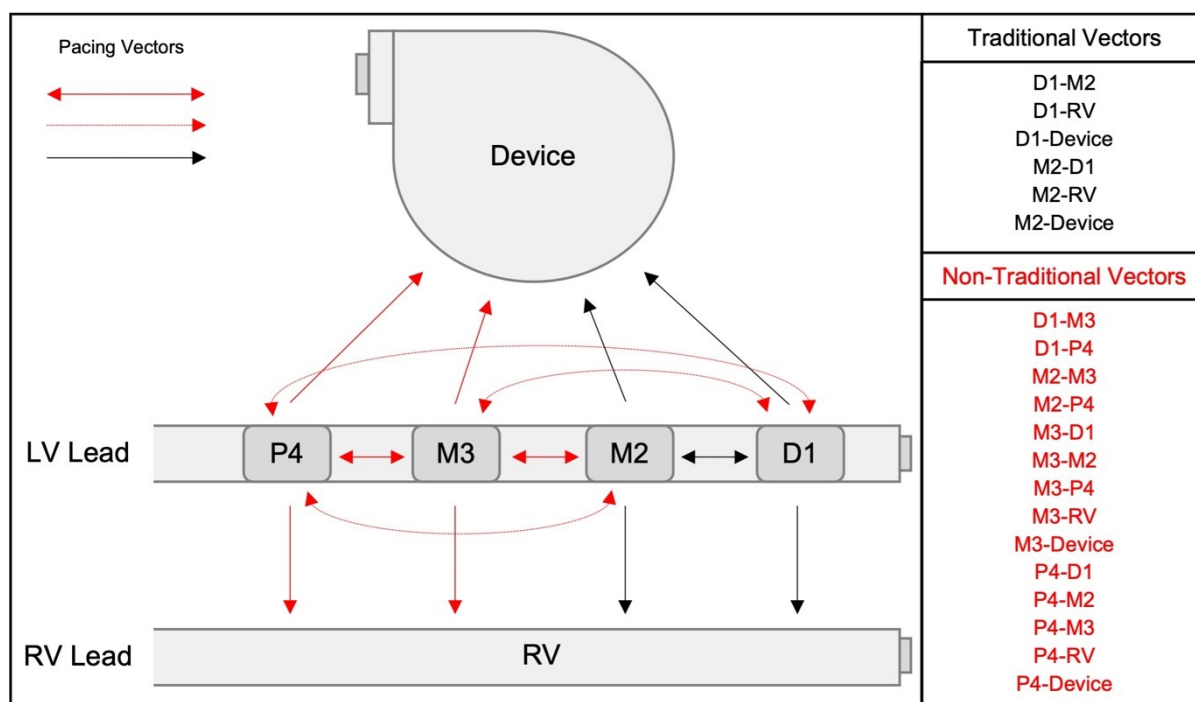 Pacing Vectors
Device
LV Lead
P4
M3
M2
D1
RV Lead
RV
Traditional Vectors
D1-M2
D1-RV
D1-Device
M2-D1
M2-RV
M2-Device
Non-Traditional Vectors
D1-M3
D1-P4
M2-M3
M2-P4
M3-D1
M3-M2
M3-P4
M3-RV
M3-Device
P4-D1
P4-M2
P4-M3
P4-RV
P4-Device